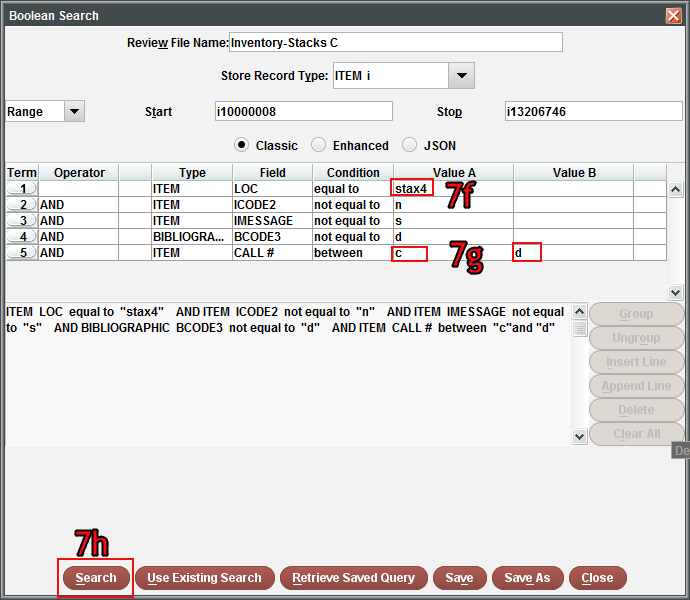 Boolean Search
Review File Name: Inventory-Stacks C
Store Record Type: ITEM i
Range Start i10000008 Stop i13206746
Classic Enhanced JSON
Term Operator Type Field Condition Value A Value B
1 ITEM LOC equal to stax4
7f
2 AND ITEM ICODE2 not equal to n
3 AND ITEM IMESSAGE not equal to s
4 AND BIBLIOGRA... BCODE3 not equal to d
7g
5 AND ITEM CALL # between c d
ITEM LOC equal to "stax4" AND ITEM ICODE2 not equal to "n" AND ITEM IMESSAGE not equal
to "s" AND BIBLIOGRAPHIC BCODE3 not equal to "d" AND ITEM CALL # between "c"and "d"
Group
Ungroup
Insert Line
Append Line
Delete
Clear All
De
7h
Search Use Existing Search Retrieve Saved Query Save Save As Close